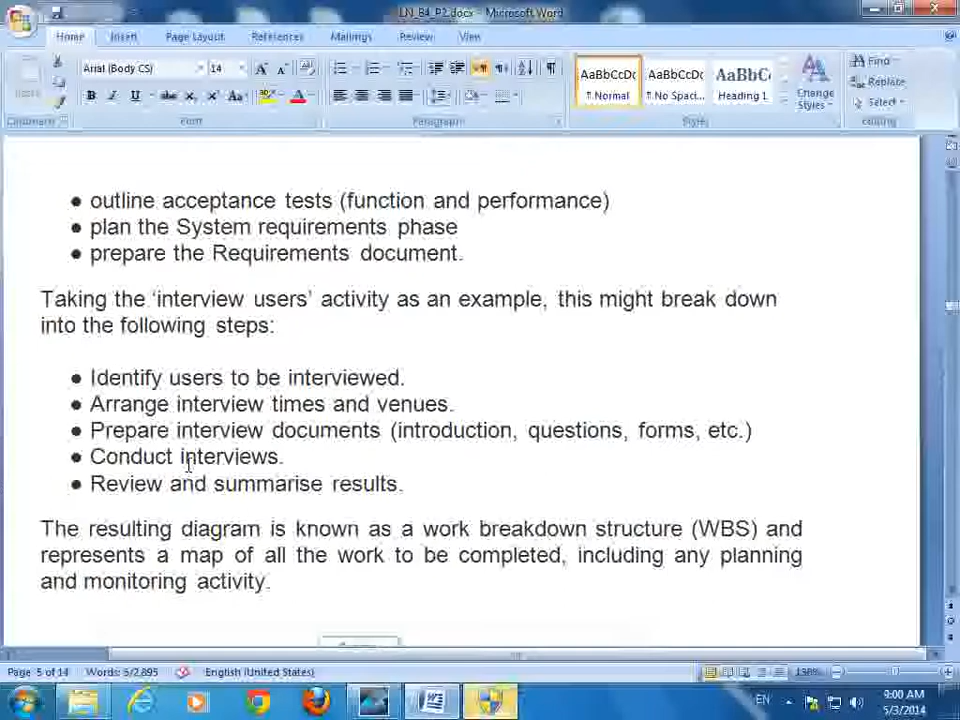 LN_B4_P2.docx - Microsoft Word
Home Insert Page Layout References Mailings Review View
Arial (Body CS) 14
AaBbCcDc AaBbCcDc AaBbC
Normal No Spaci... Heading 1
Change Styles
Find
Replace
Select
Paste
B I U abe X X Aa
Clipboard Font Paragraph Styles Editing
● outline acceptance tests (function and performance)
● plan the System requirements phase
● prepare the Requirements document.
Taking the ‘interview users’ activity as an example, this might break down
into the following steps:
● Identify users to be interviewed.
● Arrange interview times and venues.
● Prepare interview documents (introduction, questions, forms, etc.)
● Conduct interviews.
● Review and summarise results.
The resulting diagram is known as a work breakdown structure (WBS) and
represents a map of all the work to be completed, including any planning
and monitoring activity.
Page 5 of 14 Words: 6/2,895 English (United States) 138%
EN 9:00 AM
5/3/2014